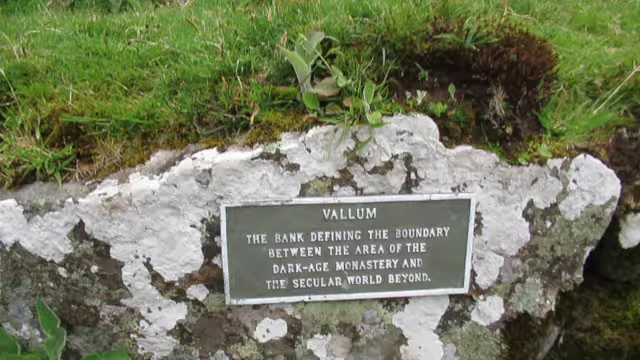 VALLUM
THE BANK DEFINING THE BOUNDARY
BETWEEN THE AREA OF THE
DARK-AGE MONASTERY AND
THE SECULAR WORLD BEYOND.